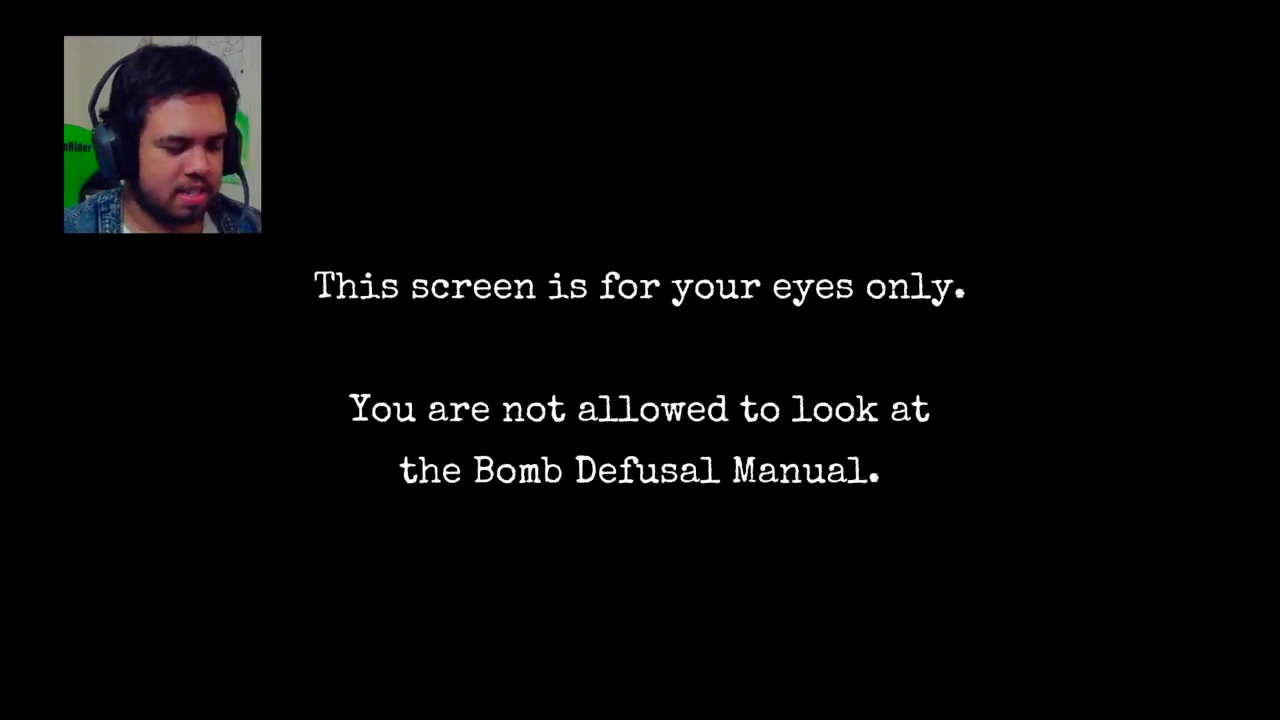 This screen is for your eyes only.
You are not allowed to look at
the Bomb Defusal Manual.